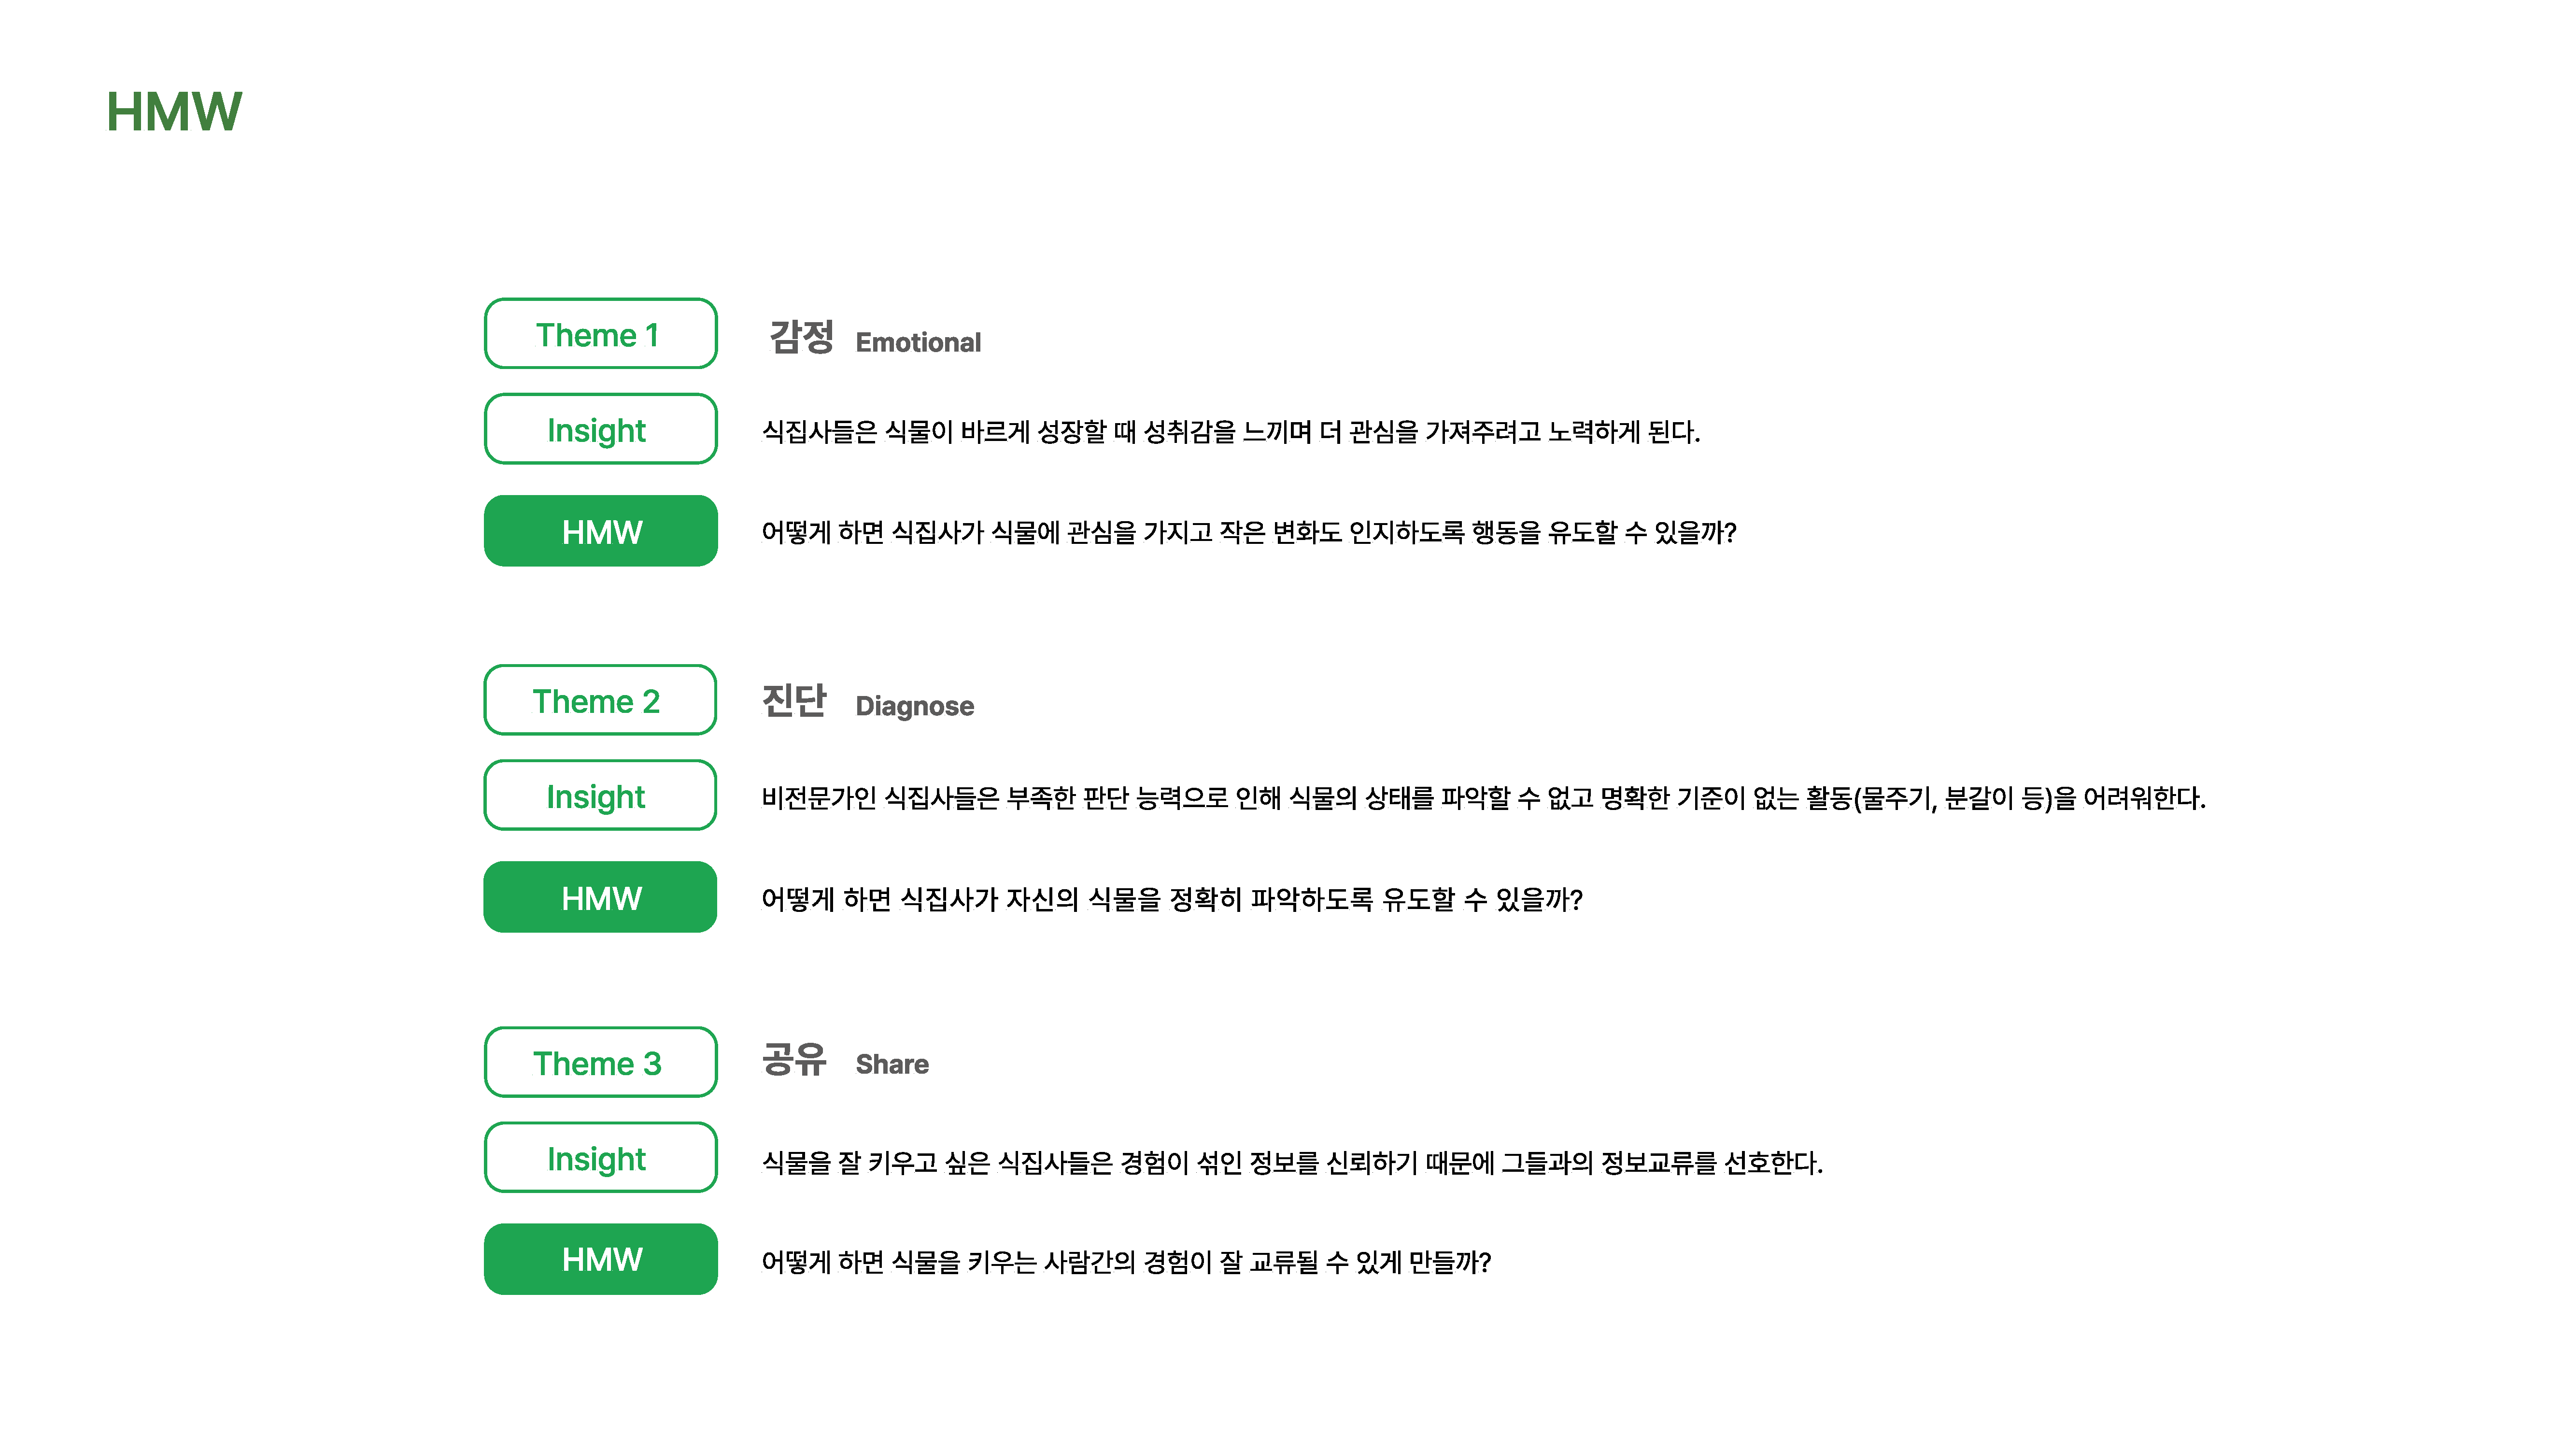 HMW
Theme 1 감정 Emotional
Insight 식집사들은 식물이 바르게 성장할 때 성취감을 느끼며 더 관심을 가져주려고 노력하게 된다.
HMW 어떻게 하면 식집사가 식물에 관심을 가지고 작은 변화도 인지하도록 행동을 유도할 수 있을까?
Theme 2 진단 Diagnose
Insight 비전문가인 식집사들은 부족한 판단 능력으로 인해 식물의 상태를 파악할 수 없고 명확한 기준이 없는 활동(물주기, 분갈이 등)을 어려워한다.
HMW 어떻게 하면 식집사가 자신의 식물을 정확히 파악하도록 유도할 수 있을까?
Theme 3 공유 Share
Insight 식물을 잘 키우고 싶은 식집사들은 경험이 섞인 정보를 신뢰하기 때문에 그들과의 정보교류를 선호한다.
HMW 어떻게 하면 식물을 키우는 사람간의 경험이 잘 교류될 수 있게 만들까?